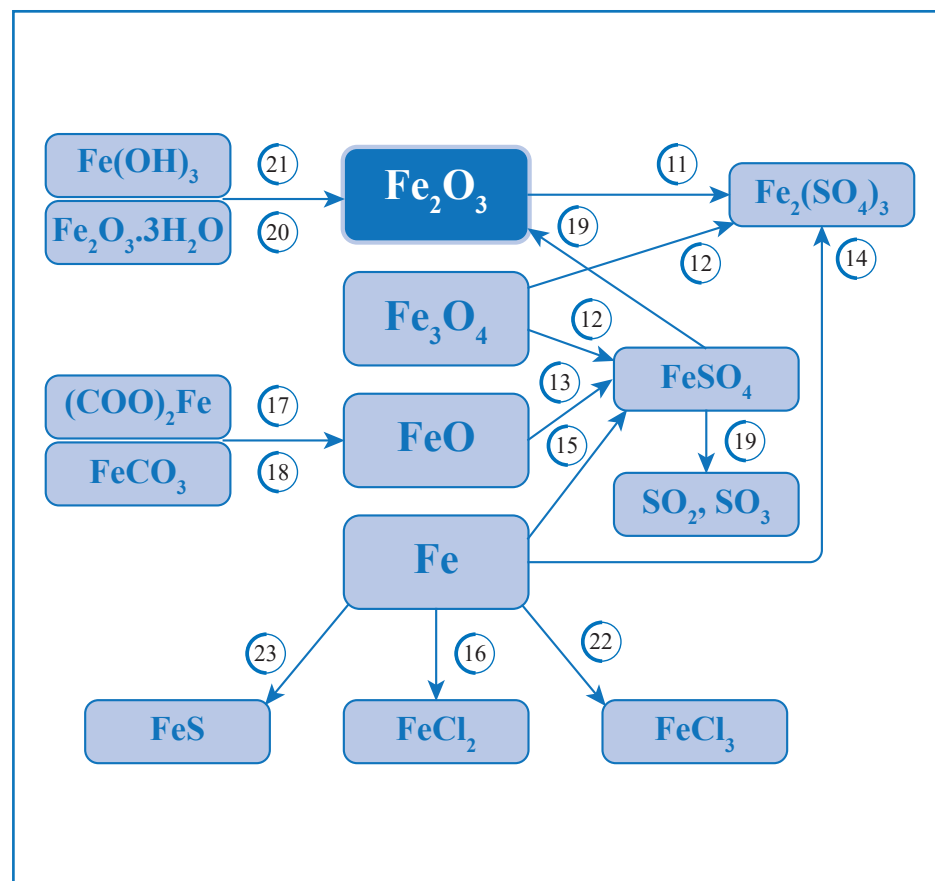 Fe(OH)₃
21
Fe₂O₃
11
Fe₂(SO₄)₃
Fe₂O₃.3H₂O
20
19
12
14
Fe₃O₄
12
(COO)₂Fe
17
FeO
13
FeSO₄
FeCO₃
18
15
19
SO₂, SO₃
Fe
23
16
22
FeS
FeCl₂
FeCl₃